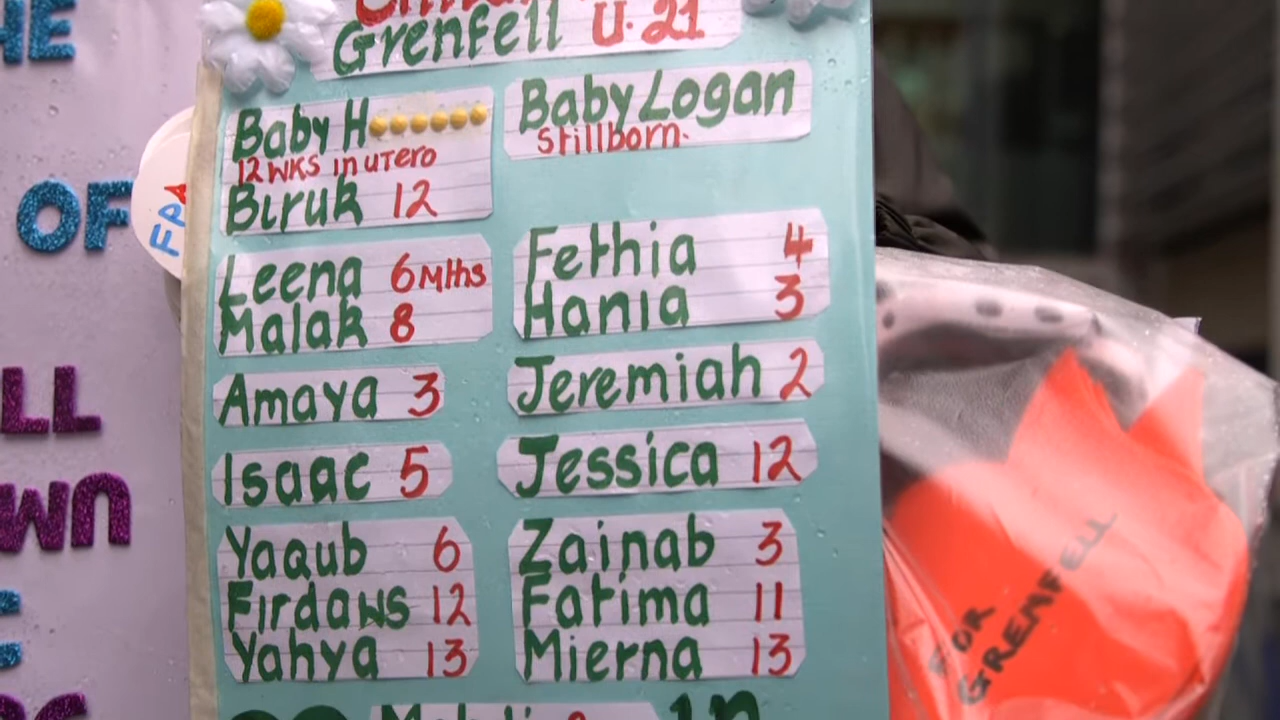 Grenfell U.21
Baby H
12 WKS in utero
Biruk 12
Baby Logan
Stillborn.
Leena 6 Mths
Malak 8
Fethia 4
Hania 3
Amaya 3
Jeremiah 2
Isaac 5
Jessica 12
Yaqub 6
Firdaws 12
Yahya 13
Zainab 3
Fatima 11
Mierna 13
in
OF
FPA
FOR
GRENFELL